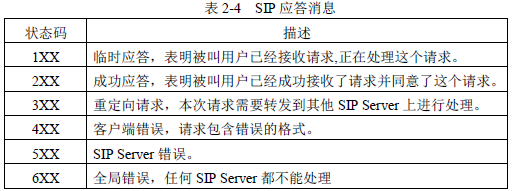 表 2-4 SIP 应答消息
状态码 描述
1XX 临时应答，表明被叫用户已经接收请求,正在处理这个请求。
2XX 成功应答，表明被叫用户已经成功接收了请求并同意了这个请求.
3XX 重定向请求，本次请求需要转发到其他 SIP Server 上进行处理。
4XX 客户端错误，请求包含错误的格式。
5XX SIP Server 错误。
6XX 全局错误，任何 SIP Server 都不能处理